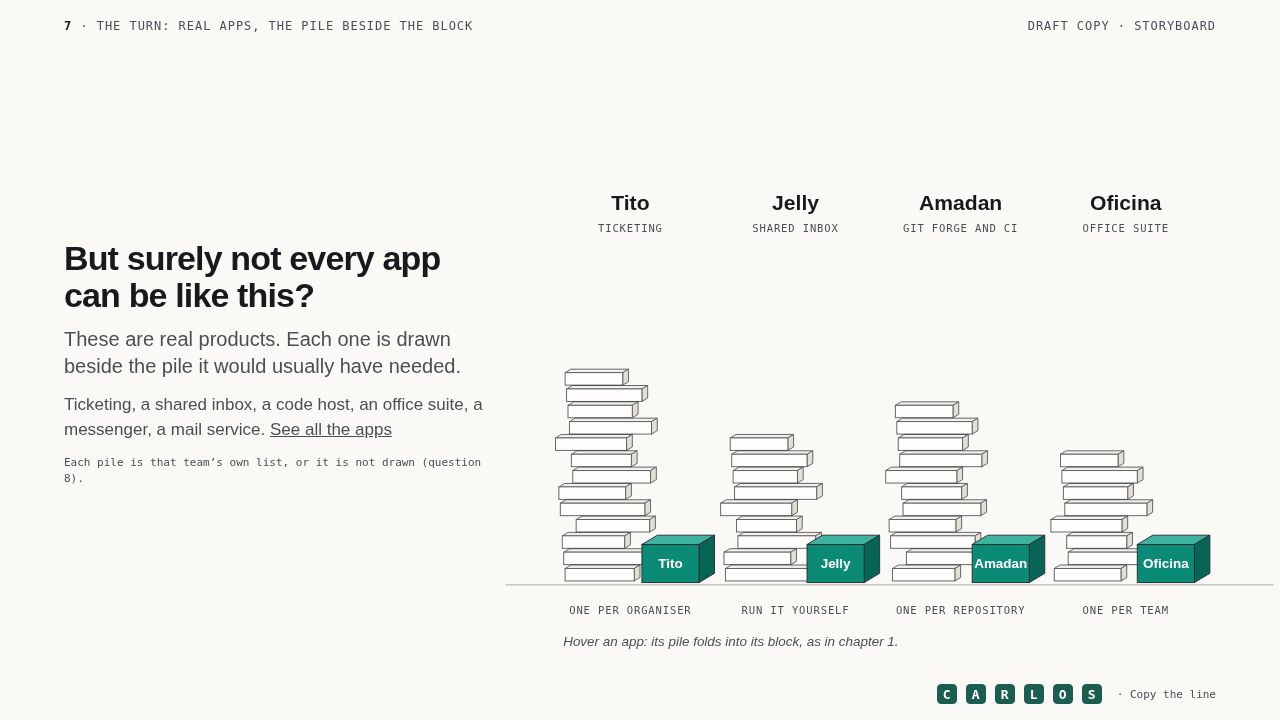 7 · THE TURN: REAL APPS, THE PILE BESIDE THE BLOCK
DRAFT COPY · STORYBOARD
But surely not every app
can be like this?
These are real products. Each one is drawn
beside the pile it would usually have needed.
Ticketing, a shared inbox, a code host, an office suite, a
messenger, a mail service. See all the apps
Each pile is that team’s own list, or it is not drawn (question
8).
Tito
TICKETING
Jelly
SHARED INBOX
Amadan
GIT FORGE AND CI
Oficina
OFFICE SUITE
Tito
Jelly
Amadan
Oficina
ONE PER ORGANISER
RUN IT YOURSELF
ONE PER REPOSITORY
ONE PER TEAM
Hover an app: its pile folds into its block, as in chapter 1.
C A R L O S · Copy the line